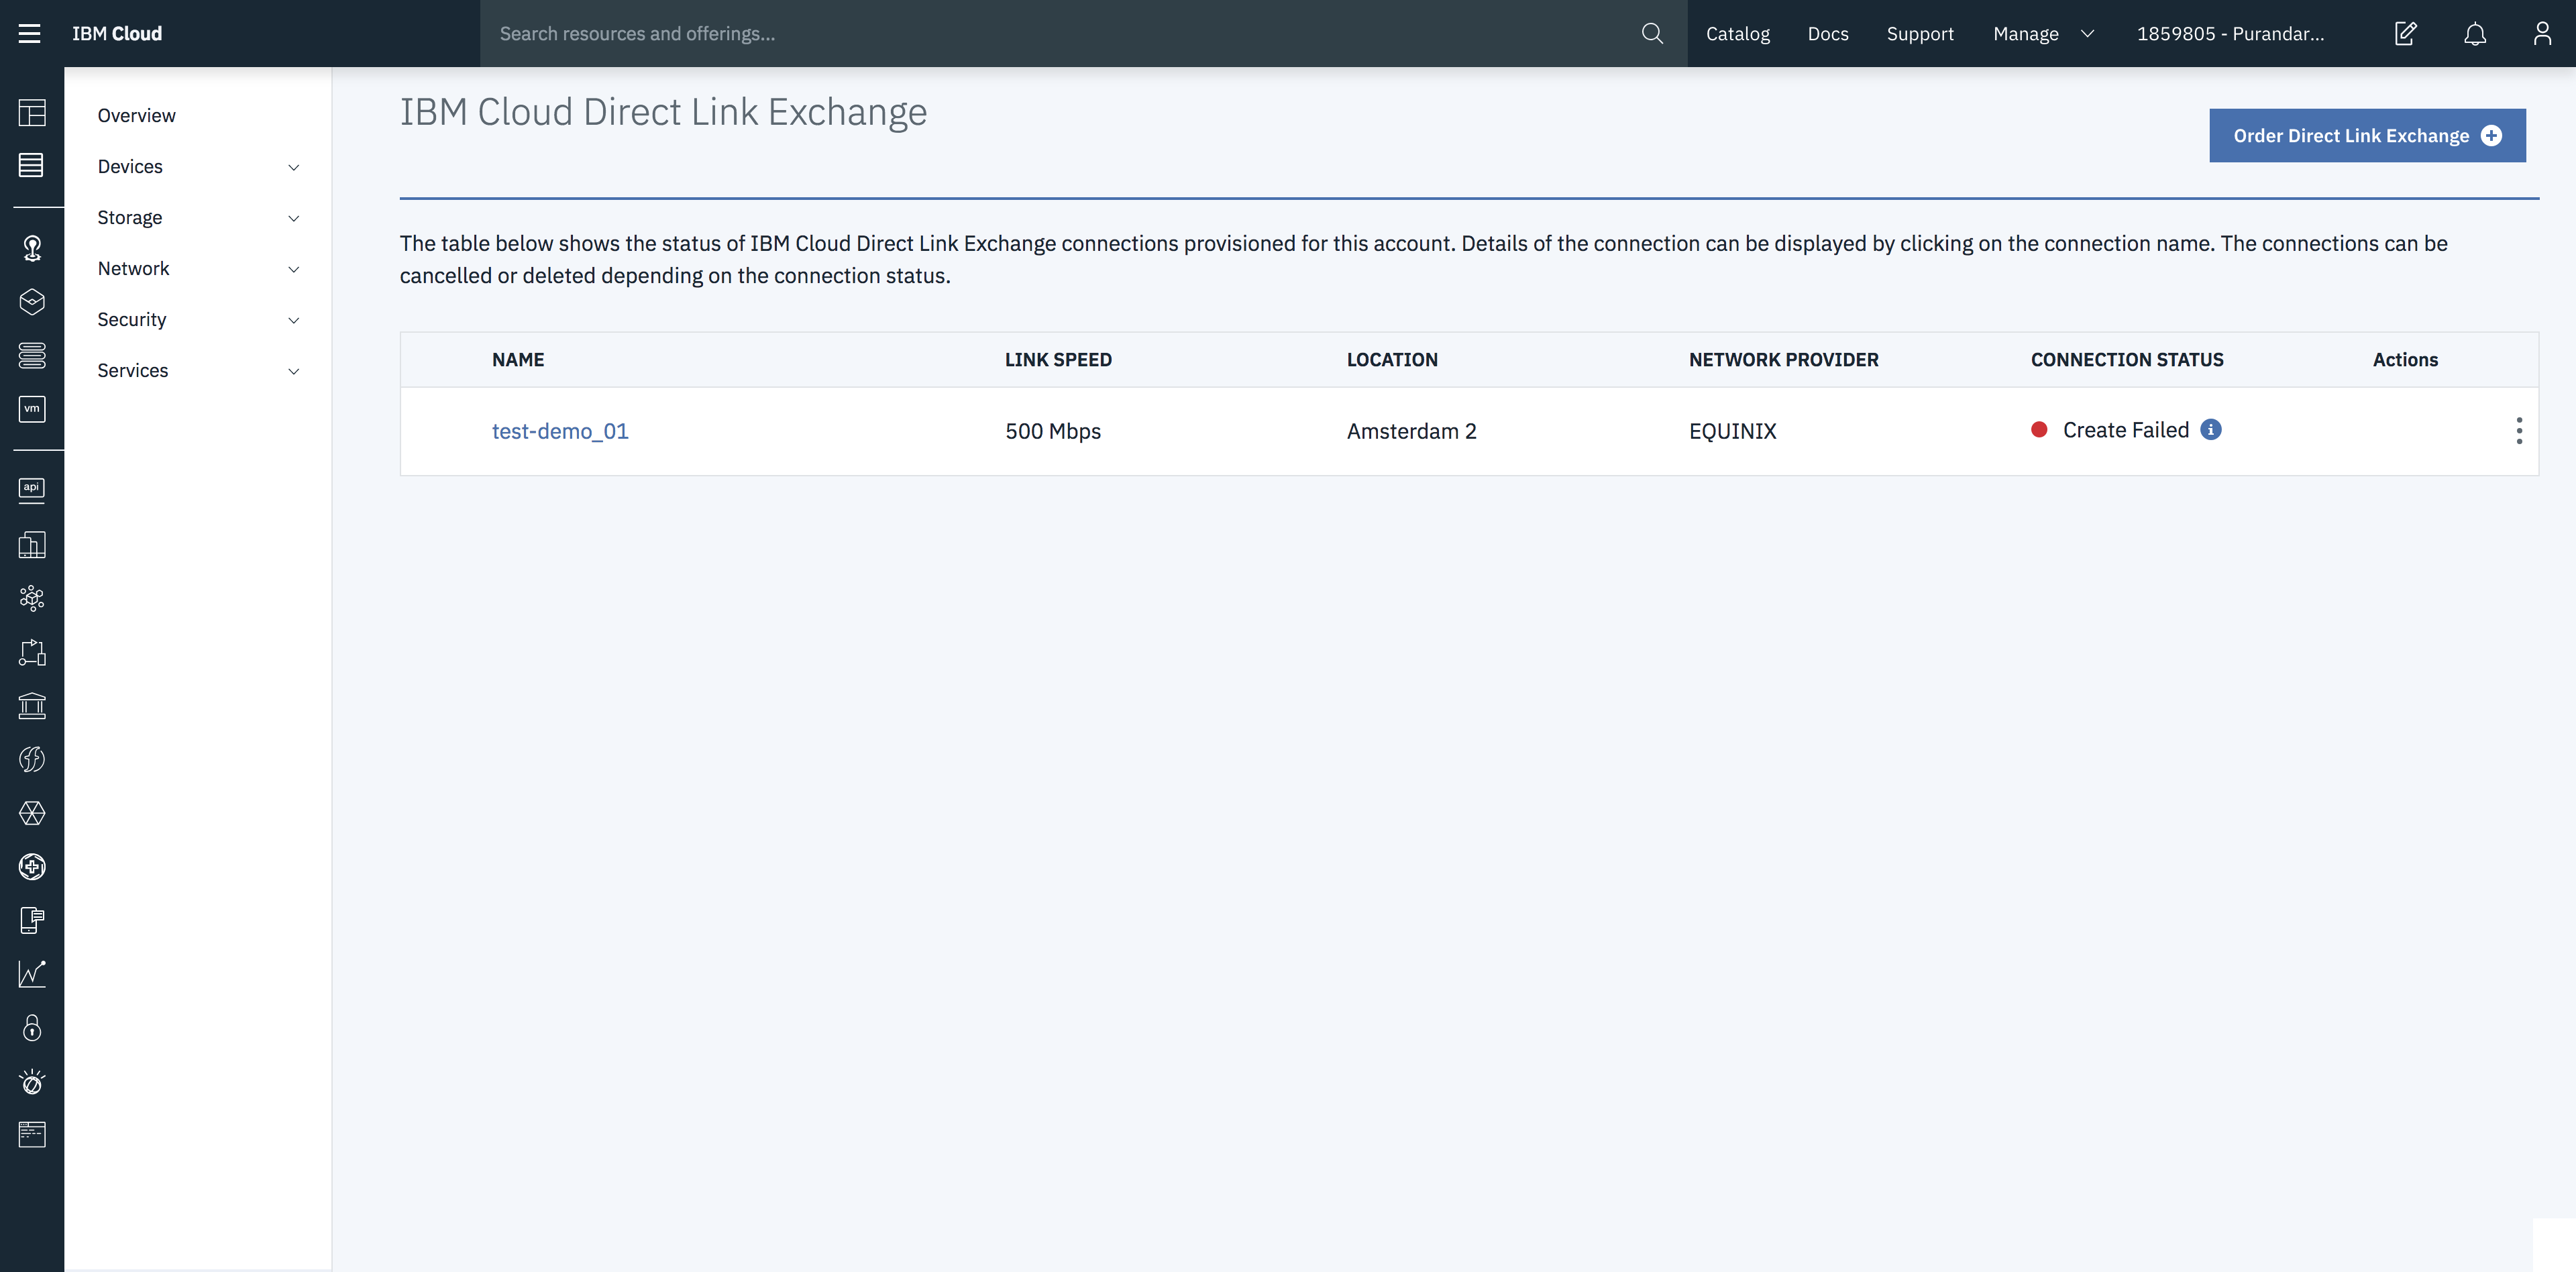 IBM Cloud
Search resources and offerings...
Catalog
Docs
Support
Manage
1859805 - Purandar...
Overview
Devices
Storage
Network
Security
Services
vm
api
IBM Cloud Direct Link Exchange
Order Direct Link Exchange
The table below shows the status of IBM Cloud Direct Link Exchange connections provisioned for this account. Details of the connection can be displayed by clicking on the connection name. The connections can be
cancelled or deleted depending on the connection status.
NAME LINK SPEED LOCATION NETWORK PROVIDER CONNECTION STATUS Actions
test-demo_01 500 Mbps Amsterdam 2 EQUINIX Create Failed